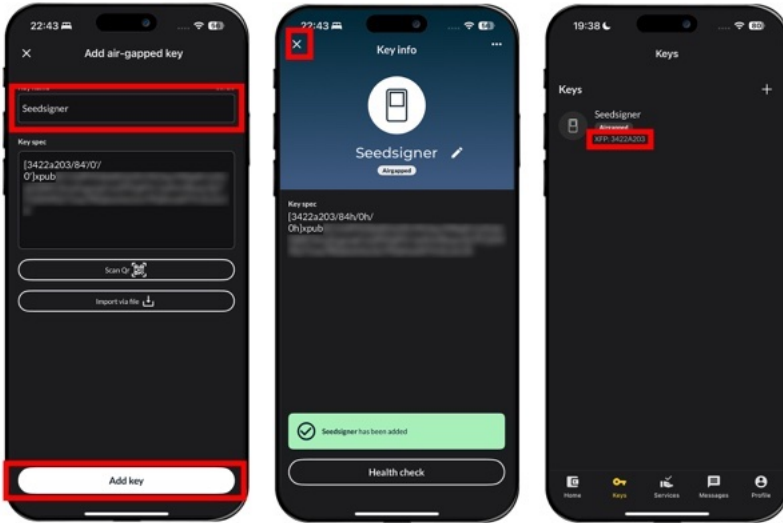 22:43
Add air-gapped key
Seedsigner
Key spec
[3422a203/84'/0'/
0']xpub
Scan Qr
Import via file
Add key
22:43
Key info
Seedsigner
Airgapped
Key spec
[3422a203/84h/0h/
0h]xpub
Seedsigner has been added
Health check
19:38
80
Keys
Keys
Seedsigner
Airgapped
XFP: 3422A203
Home
Keys
Services
Messages
Profile